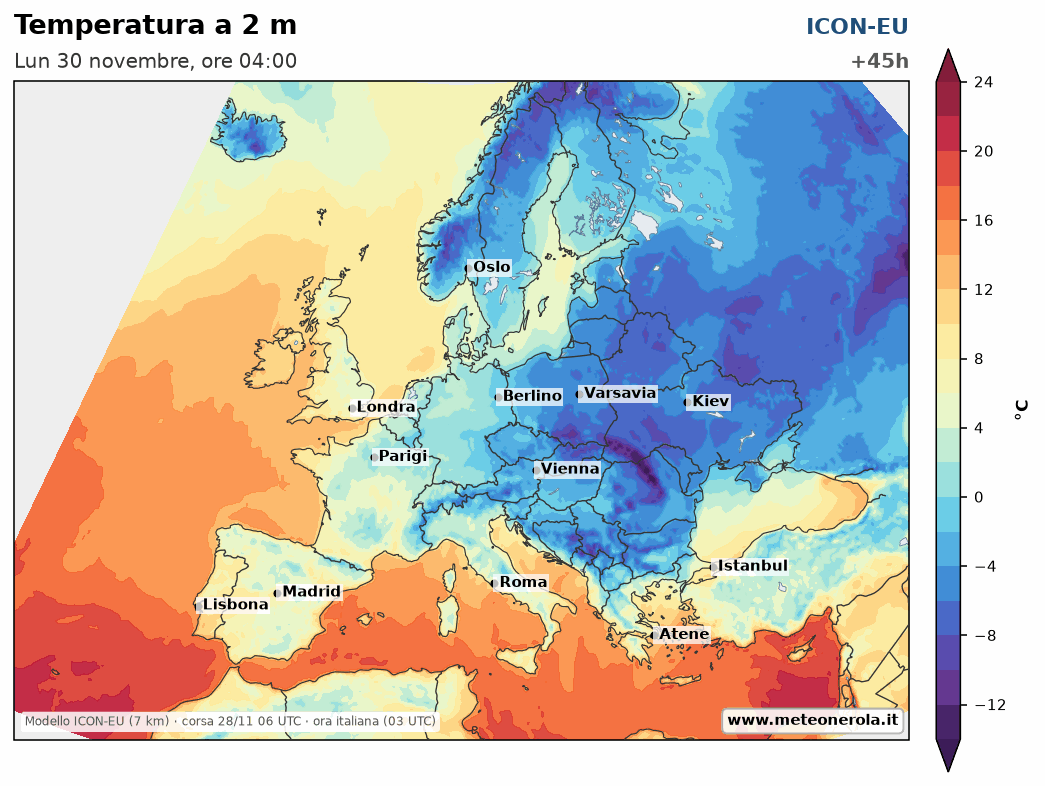 Temperatura a 2 m
ICON-EU
Lun 30 novembre, ore 04:00
+45h
24
20
16
12
8
4
0
−4
−8
−12
°C
Oslo
Londra
Berlino
Varsavia
Kiev
Parigi
Vienna
Istanbul
Roma
Madrid
Lisbona
Atene
Modello ICON-EU (7 km) · corsa 28/11 06 UTC · ora italiana (03 UTC)
www.meteonerola.it